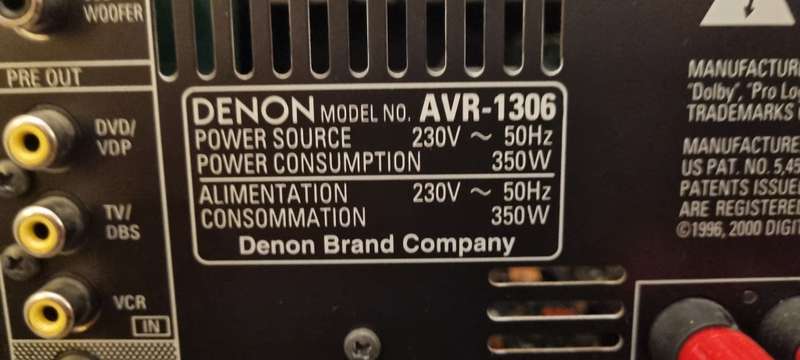 WOOFER
PRE OUT
DVD/
VDP
TV/
DBS
VCR
IN
DENON MODEL NO. AVR-1306
POWER SOURCE 230V ~ 50Hz
POWER CONSUMPTION 350W
ALIMENTATION 230V ~ 50Hz
CONSOMMATION 350W
Denon Brand Company
"Dolby", "Pro
TRADEMARKS
US PAT. NO.
PATENTS ISSUED
ARE REGISTERED
©1996, 2000